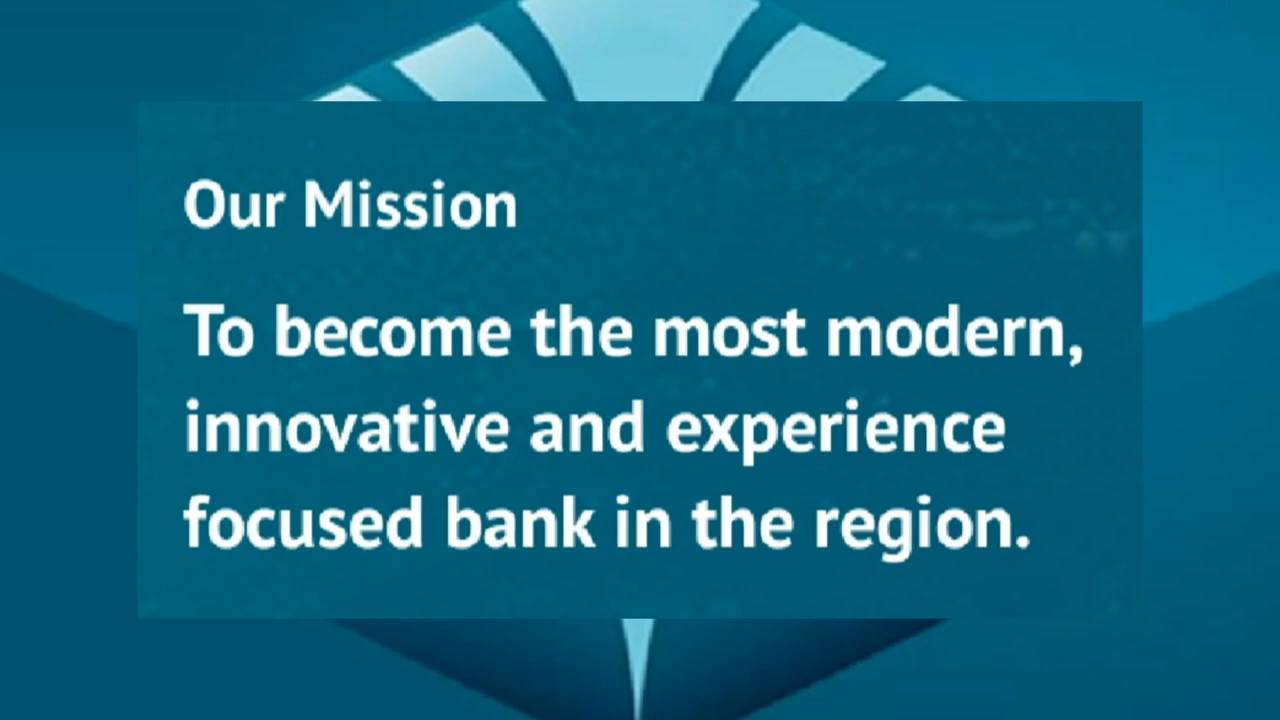 Our Mission
To become the most modern,
innovative and experience
focused bank in the region.